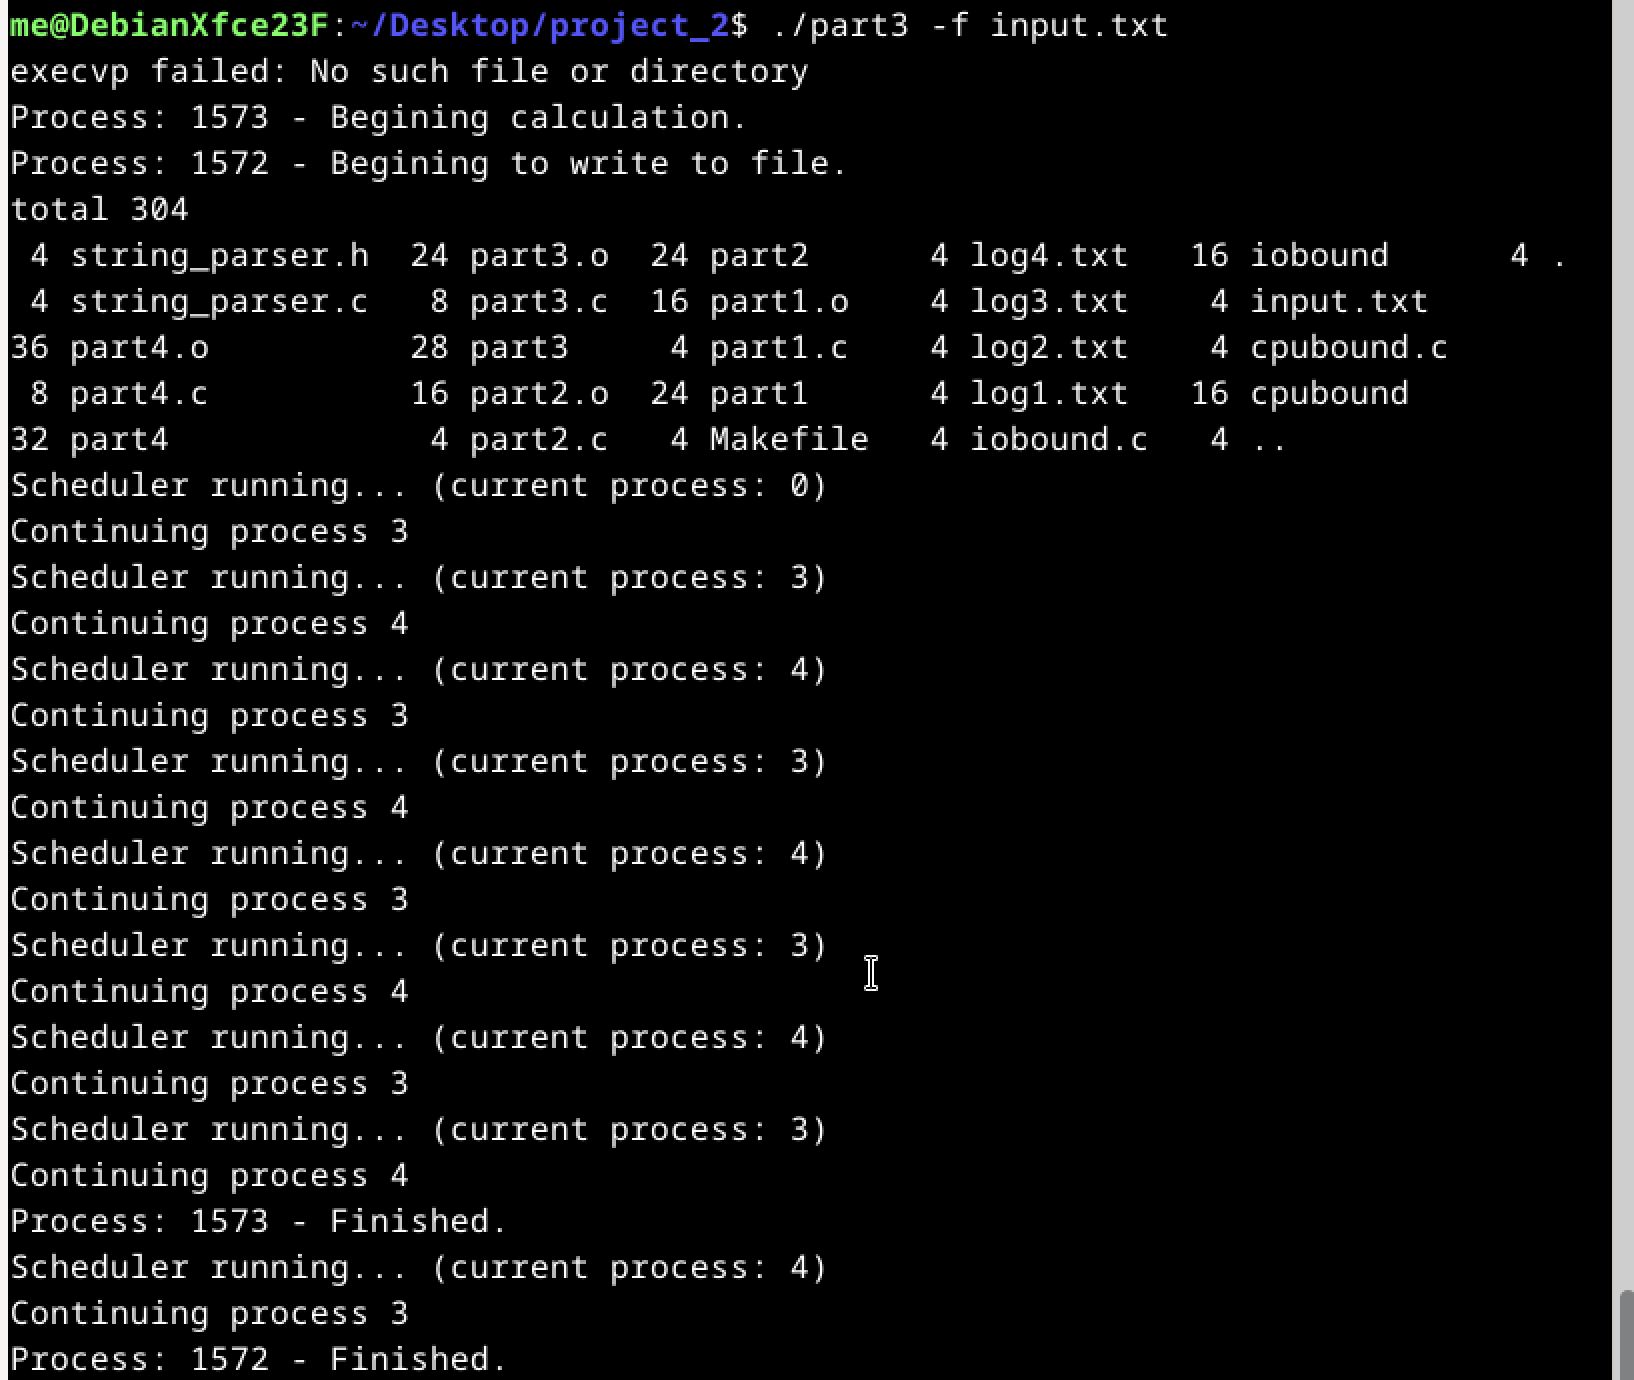 me@DebianXfce23F:~/Desktop/project_2$ ./part3 -f input.txt
execvp failed: No such file or directory
Process: 1573 - Begining calculation.
Process: 1572 - Begining to write to file.
total 304
 4 string_parser.h  24 part3.o  24 part2      4 log4.txt   16 iobound      4 .
 4 string_parser.c   8 part3.c  16 part1.o    4 log3.txt    4 input.txt
36 part4.o          28 part3     4 part1.c    4 log2.txt    4 cpubound.c
 8 part4.c          16 part2.o  24 part1      4 log1.txt   16 cpubound
32 part4             4 part2.c   4 Makefile   4 iobound.c   4 ..
Scheduler running... (current process: 0)
Continuing process 3
Scheduler running... (current process: 3)
Continuing process 4
Scheduler running... (current process: 4)
Continuing process 3
Scheduler running... (current process: 3)
Continuing process 4
Scheduler running... (current process: 4)
Continuing process 3
Scheduler running... (current process: 3)
Continuing process 4
Scheduler running... (current process: 4)
Continuing process 3
Scheduler running... (current process: 3)
Continuing process 4
Process: 1573 - Finished.
Scheduler running... (current process: 4)
Continuing process 3
Process: 1572 - Finished.